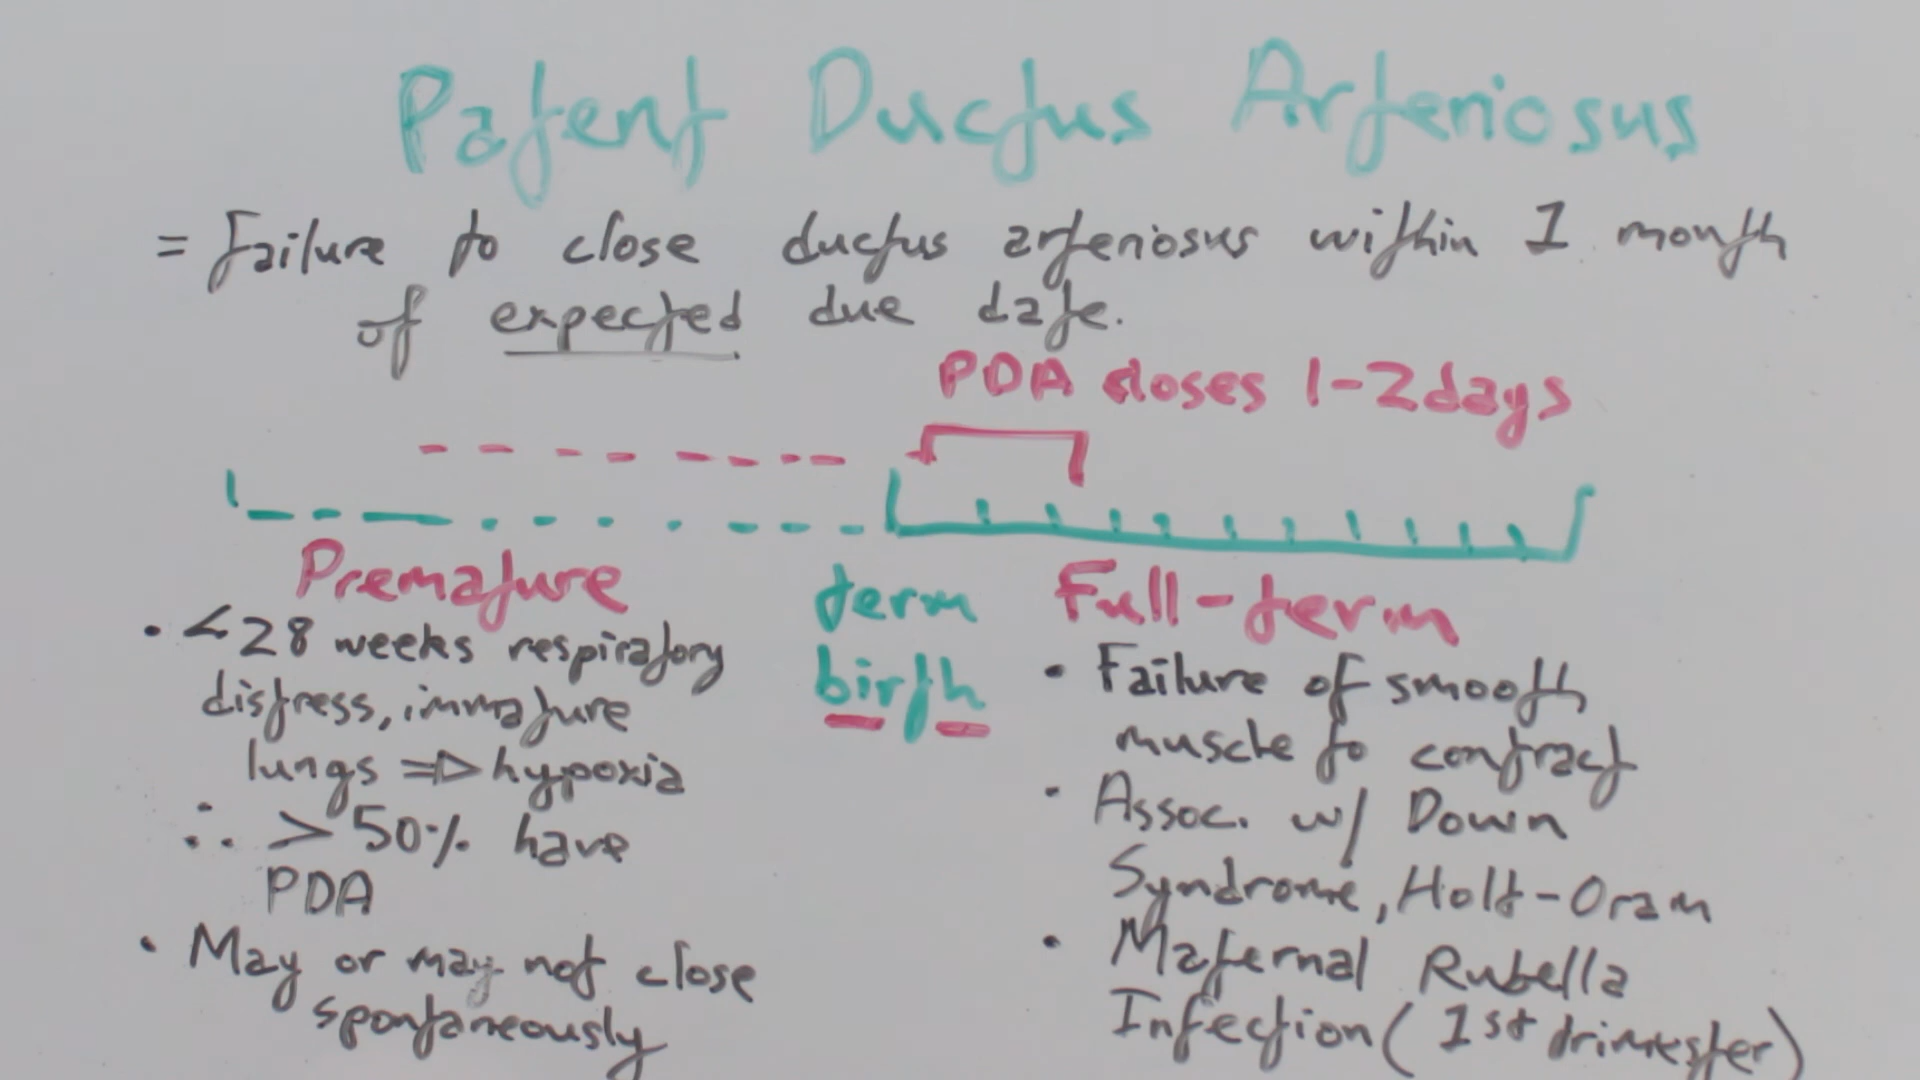 Patent Ductus Arteriosus
= Failure to close ductus arteriosus within 1 month
of expected due date.
PDA closes 1-2 days
Premature
• <28 weeks respiratory
distress, immature
lungs ⇒ hypoxia
∴ > 50% have
PDA
• May or may not close
spontaneously
term
birth
Full-term
• Failure of smooth
muscle to contract
• Assoc. w/ Down
Syndrome, Holt-Oram
• Maternal Rubella
Infection (1st trimester)